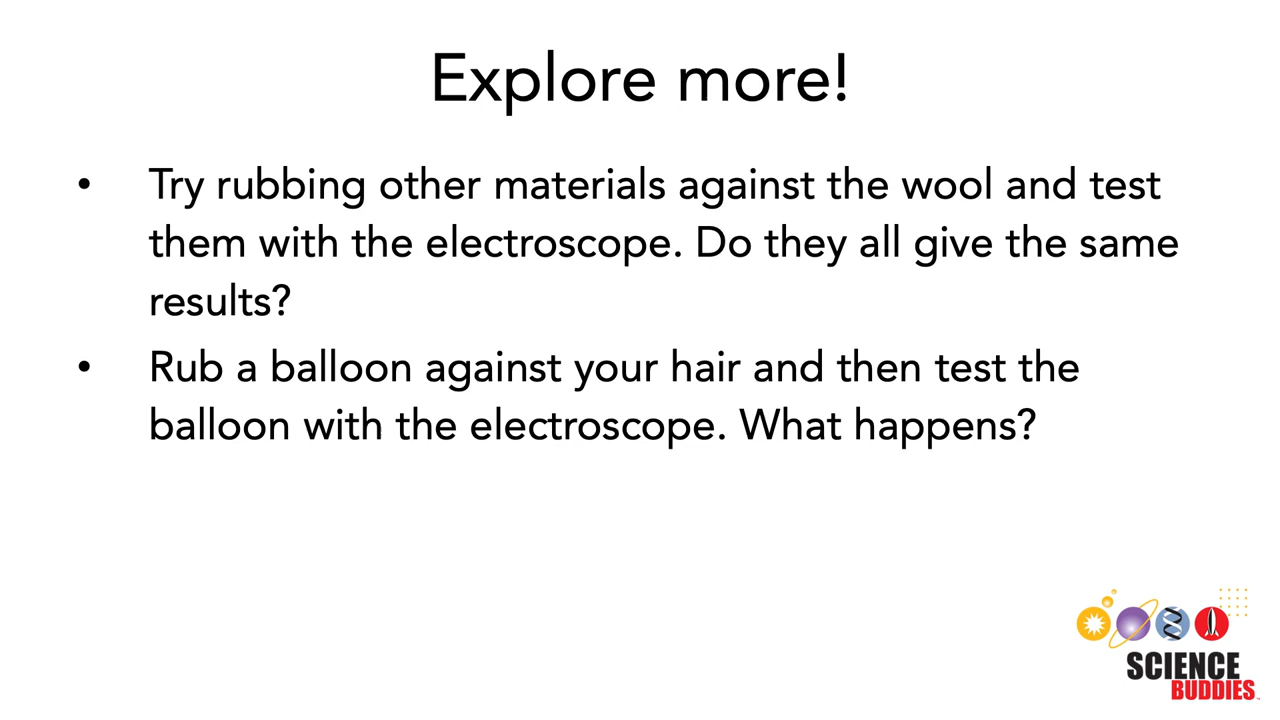 Explore more!
• Try rubbing other materials against the wool and test
them with the electroscope. Do they all give the same
results?
• Rub a balloon against your hair and then test the
balloon with the electroscope. What happens?
SCIENCE
BUDDIES